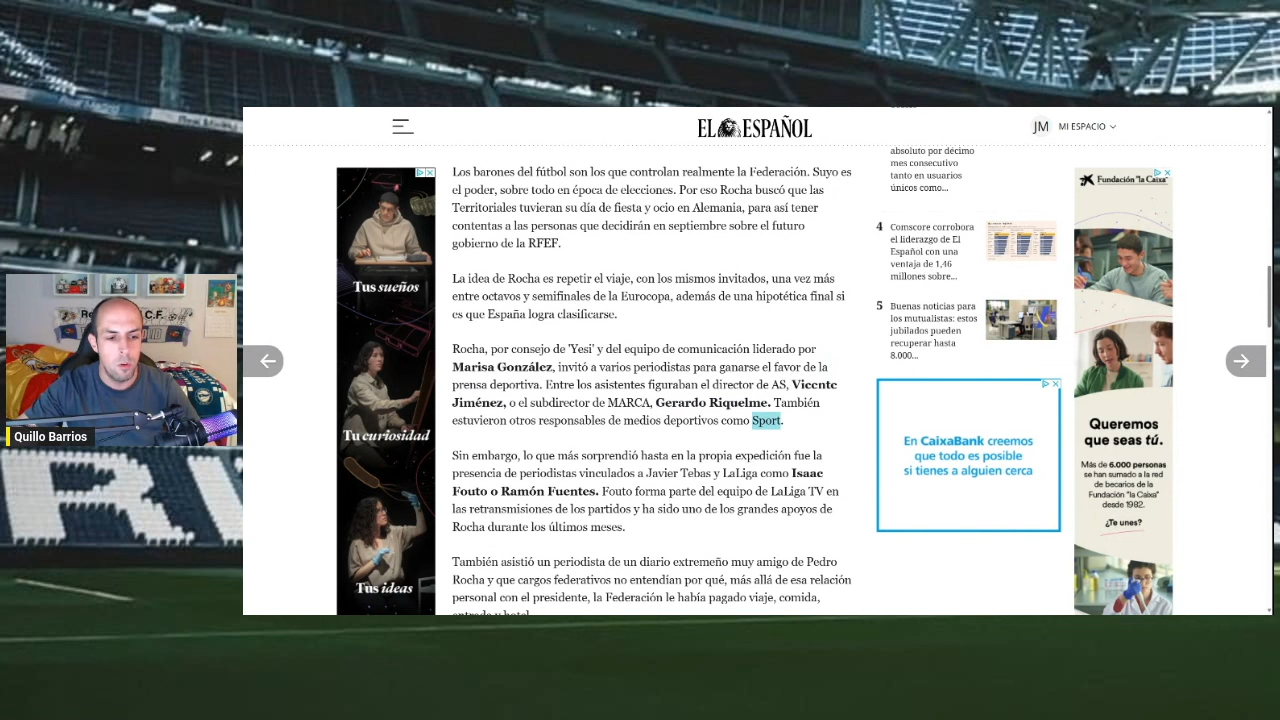 EL ESPAÑOL
JM MI ESPACIO
Los barones del fútbol son los que controlan realmente la Federación. Suyo es
el poder, sobre todo en época de elecciones. Por eso Rocha buscó que las
Territoriales tuvieran su día de fiesta y ocio en Alemania, para así tener
contentas a las personas que decidirán en septiembre sobre el futuro
gobierno de la RFEF.
La idea de Rocha es repetir el viaje, con los mismos invitados, una vez más
entre octavos y semifinales de la Eurocopa, además de una hipotética final si
es que España logra clasificarse.
Rocha, por consejo de 'Yesi' y del equipo de comunicación liderado por
Marisa González, invitó a varios periodistas para ganarse el favor de la
prensa deportiva. Entre los asistentes figuraban el director de AS, Vicente
Jiménez, o el subdirector de MARCA, Gerardo Riquelme. También
estuvieron otros responsables de medios deportivos como Sport.
Sin embargo, lo que más sorprendió hasta en la propia expedición fue la
presencia de periodistas vinculados a Javier Tebas y LaLiga como Isaac
Fouto o Ramón Fuentes. Fouto forma parte del equipo de LaLiga TV en
las retransmisiones de los partidos y ha sido uno de los grandes apoyos de
Rocha durante los últimos meses.
También asistió un periodista de un diario extremeño muy amigo de Pedro
Rocha y que cargos federativos no entendían por qué, más allá de esa relación
personal con el presidente, la Federación le había pagado viaje, comida,
entrada y hotel.
absoluto por décimo
mes consecutivo
tanto en usuarios
únicos como...
4 Comscore corrobora
el liderazgo de El
Español con una
ventaja de 1,46
millones sobre...
5 Buenas noticias para
los mutualistas: estos
jubilados pueden
recuperar hasta
8.000...
En CaixaBank creemos
que todo es posible
si tienes a alguien cerca
Tus sueños
Tu curiosidad
Tus ideas
Fundación "la Caixa"
Queremos
que seas tú.
Más de 6.000 personas
se han sumado a la red
de becarios de la
Fundación "la Caixa"
desde 1982.
¿Te unes?
Quillo Barrios